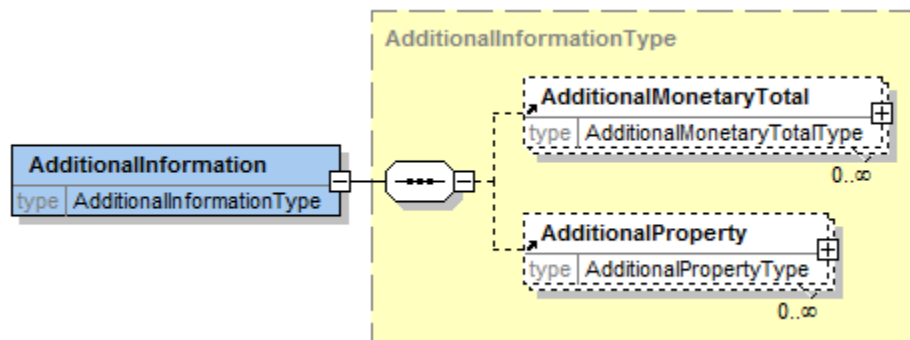 AdditionalInformationType
AdditionalMonetaryTotal
type AdditionalMonetaryTotalType
0..∞
AdditionalInformation
type AdditionalInformationType
AdditionalProperty
type AdditionalPropertyType
0..∞